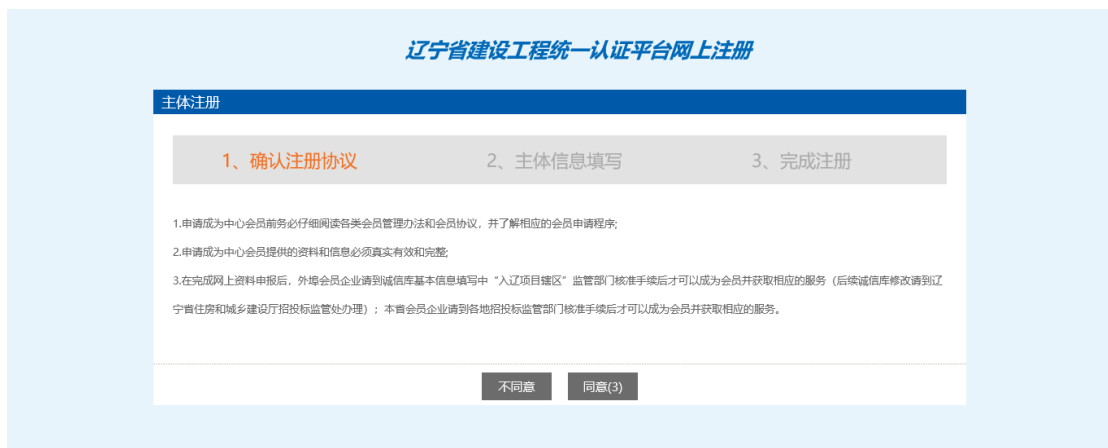 辽宁省建设工程统一认证平台网上注册
主体注册
1、确认注册协议 2、主体信息填写 3、完成注册
1.申请成为中心会员前务必仔细阅读各类会员管理办法和会员协议，并了解相应的会员申请程序;
2.申请成为中心会员提供的资料和信息必须真实有效和完整;
3.在完成网上资料申报后，外埠会员企业请到诚信库基本信息填写中“入辽项目辖区”监管部门核准手续后才可以成为会员并获取相应的服务（后续诚信库修改请到辽
宁省住房和城乡建设厅招投标监管处办理）；本省会员企业请到各地招投标监管部门核准手续后才可以成为会员并获取相应的服务。
不同意 同意(3)